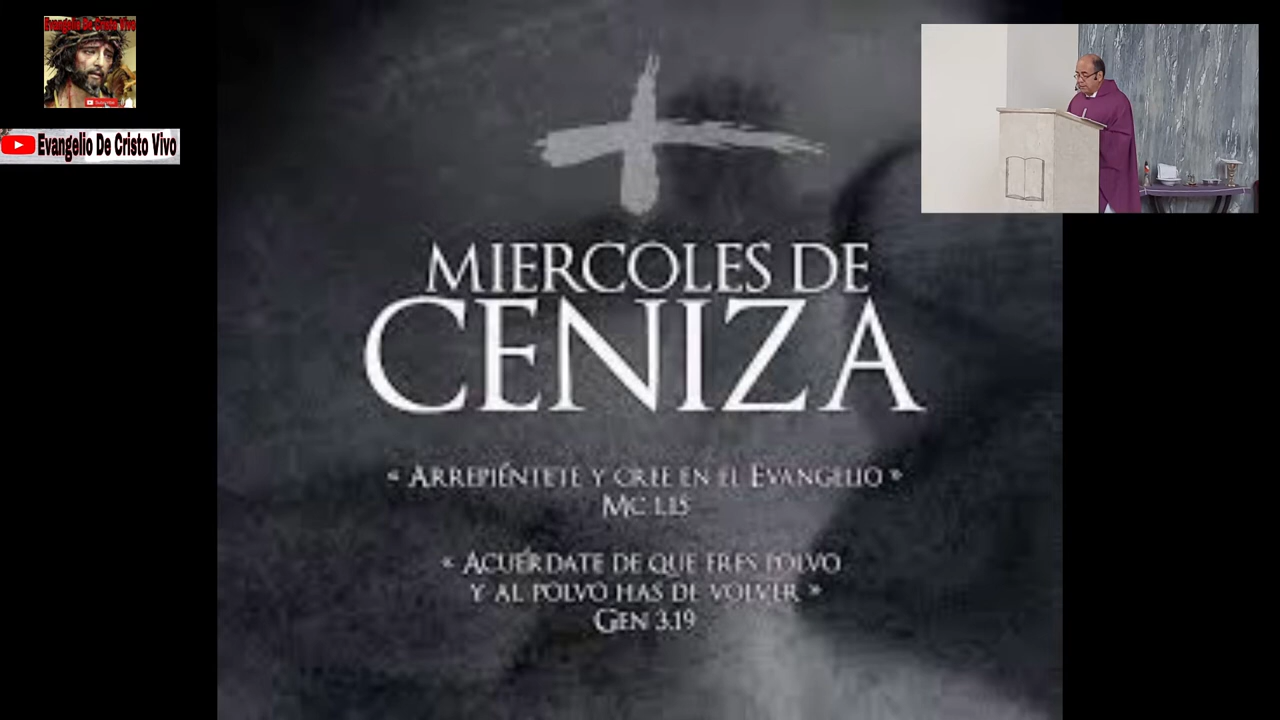 Evangelio De Cristo Vivo
Evangelio De Cristo Vivo
MIERCOLES DE
CENIZA
« ARREPIÉNTETE Y CREE EN EL EVANGELIO »
MC 1,15
« ACUÉRDATE DE QUE ERES POLVO
Y AL POLVO HAS DE VOLVER »
GEN 3,19